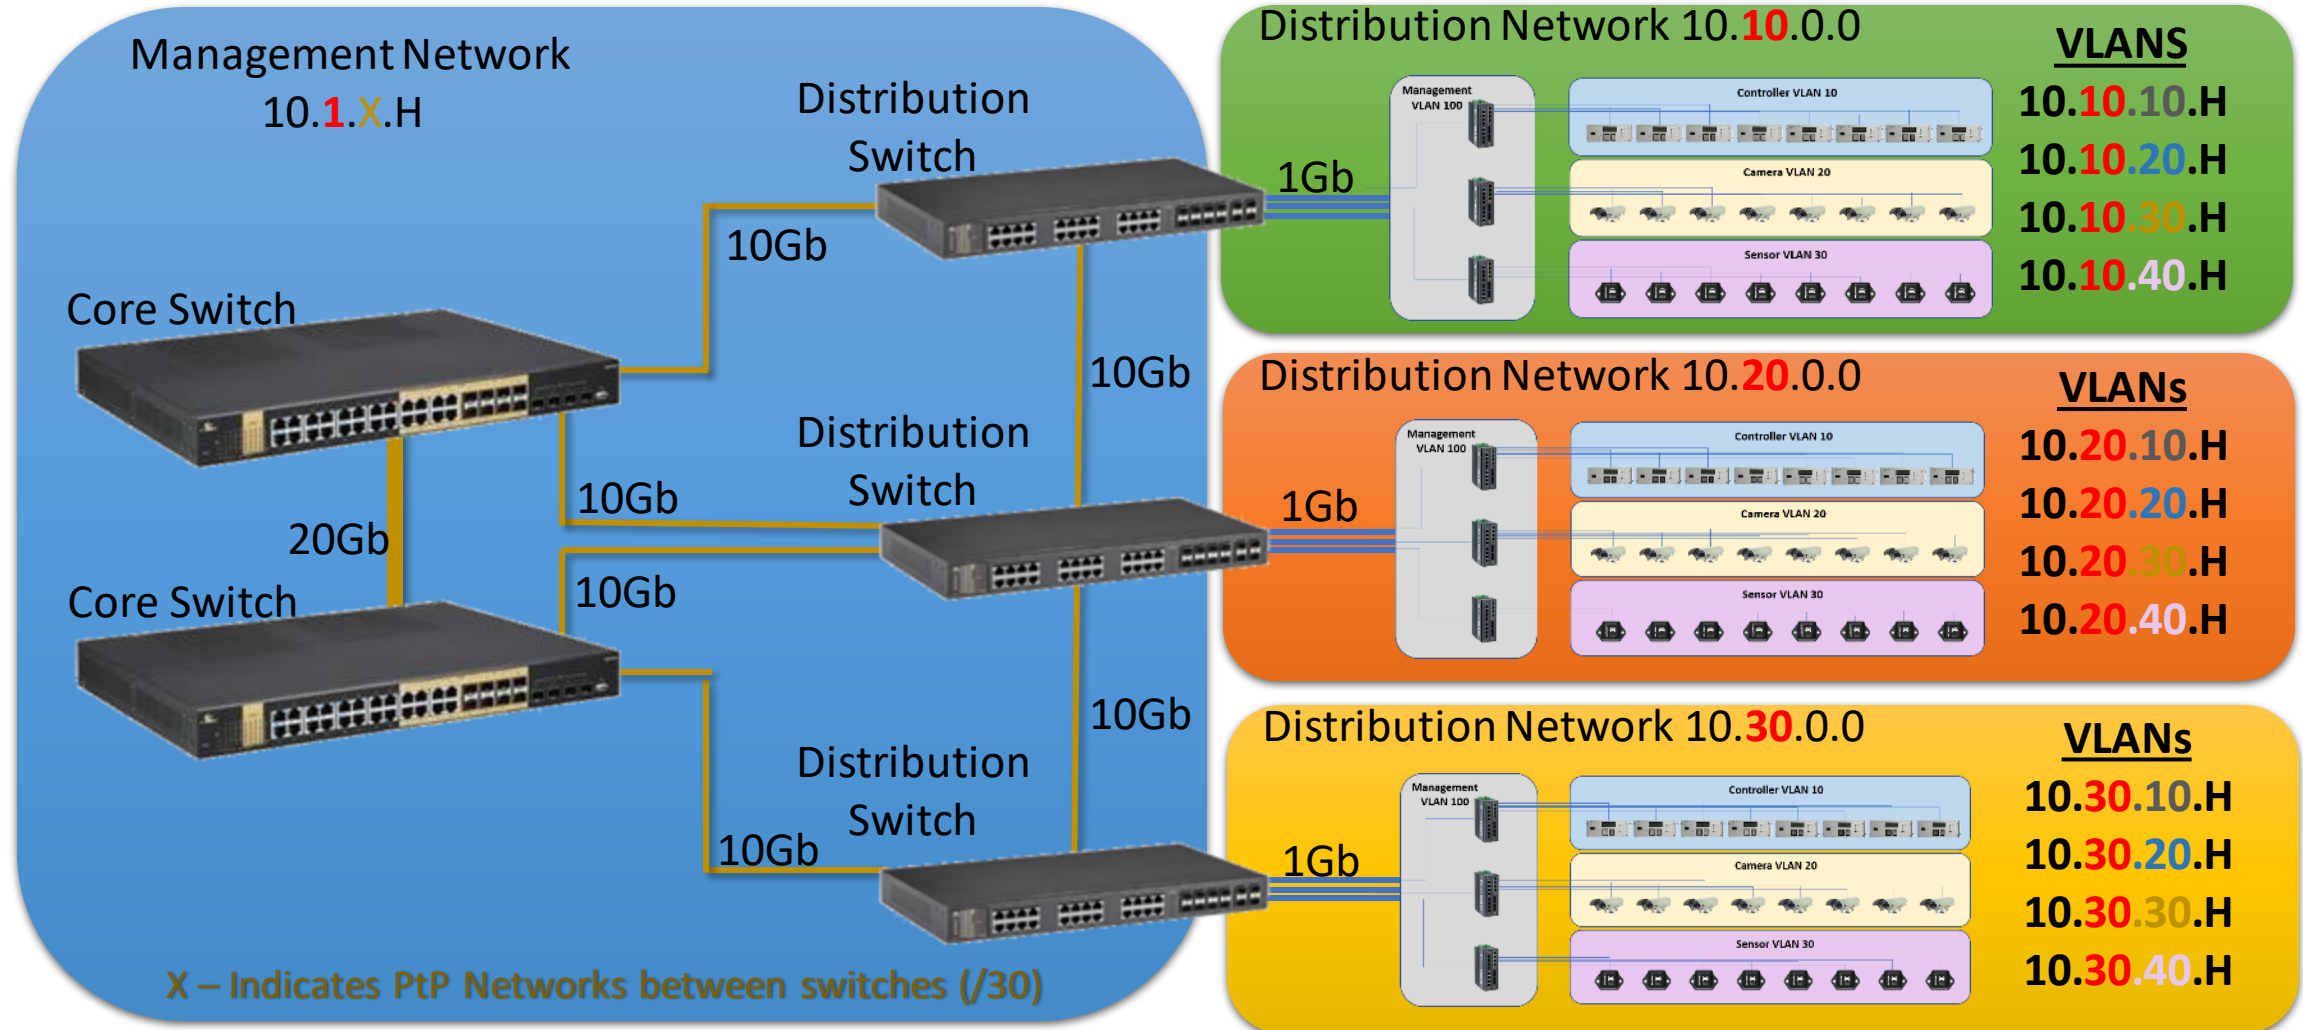 Management Network
10.1.X.H
Distribution
Switch
10Gb
Core Switch
10Gb
20Gb
10Gb
Core Switch
Distribution
Switch
10Gb
10Gb
Distribution
Switch
10Gb
X – Indicates PtP Networks between switches (/30)
Distribution Network 10.10.0.0
1Gb
Management
VLAN 100
Controller VLAN 10
Camera VLAN 20
Sensor VLAN 30
VLANS
10.10.10.H
10.10.20.H
10.10.30.H
10.10.40.H
Distribution Network 10.20.0.0
1Gb
Management
VLAN 100
Controller VLAN 10
Camera VLAN 20
Sensor VLAN 30
VLANs
10.20.10.H
10.20.20.H
10.20.30.H
10.20.40.H
Distribution Network 10.30.0.0
1Gb
Management
VLAN 100
Controller VLAN 10
Camera VLAN 20
Sensor VLAN 30
VLANs
10.30.10.H
10.30.20.H
10.30.30.H
10.30.40.H